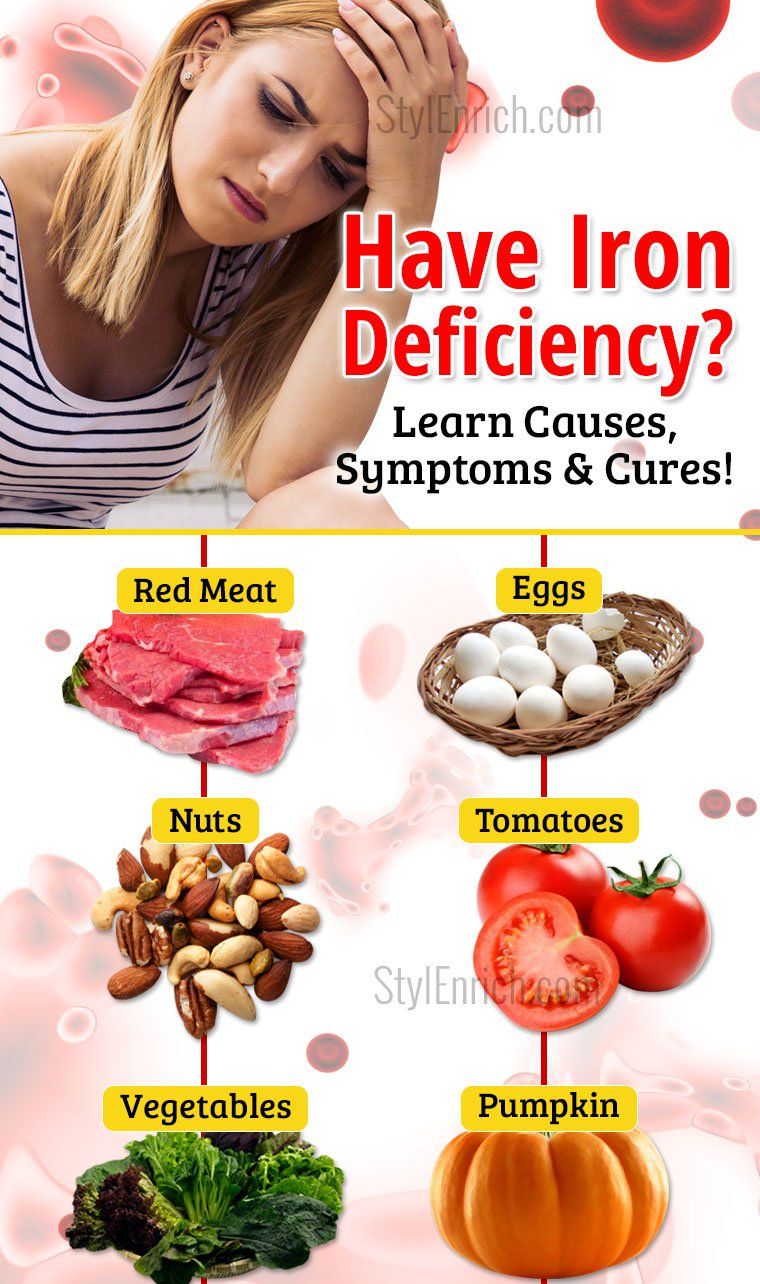 StylEnrich.com
Have Iron
Deficiency?
Learn Causes,
Symptoms & Cures!
Red Meat
Eggs
Nuts
Tomatoes
StylEnrich.com
Vegetables
Pumpkin